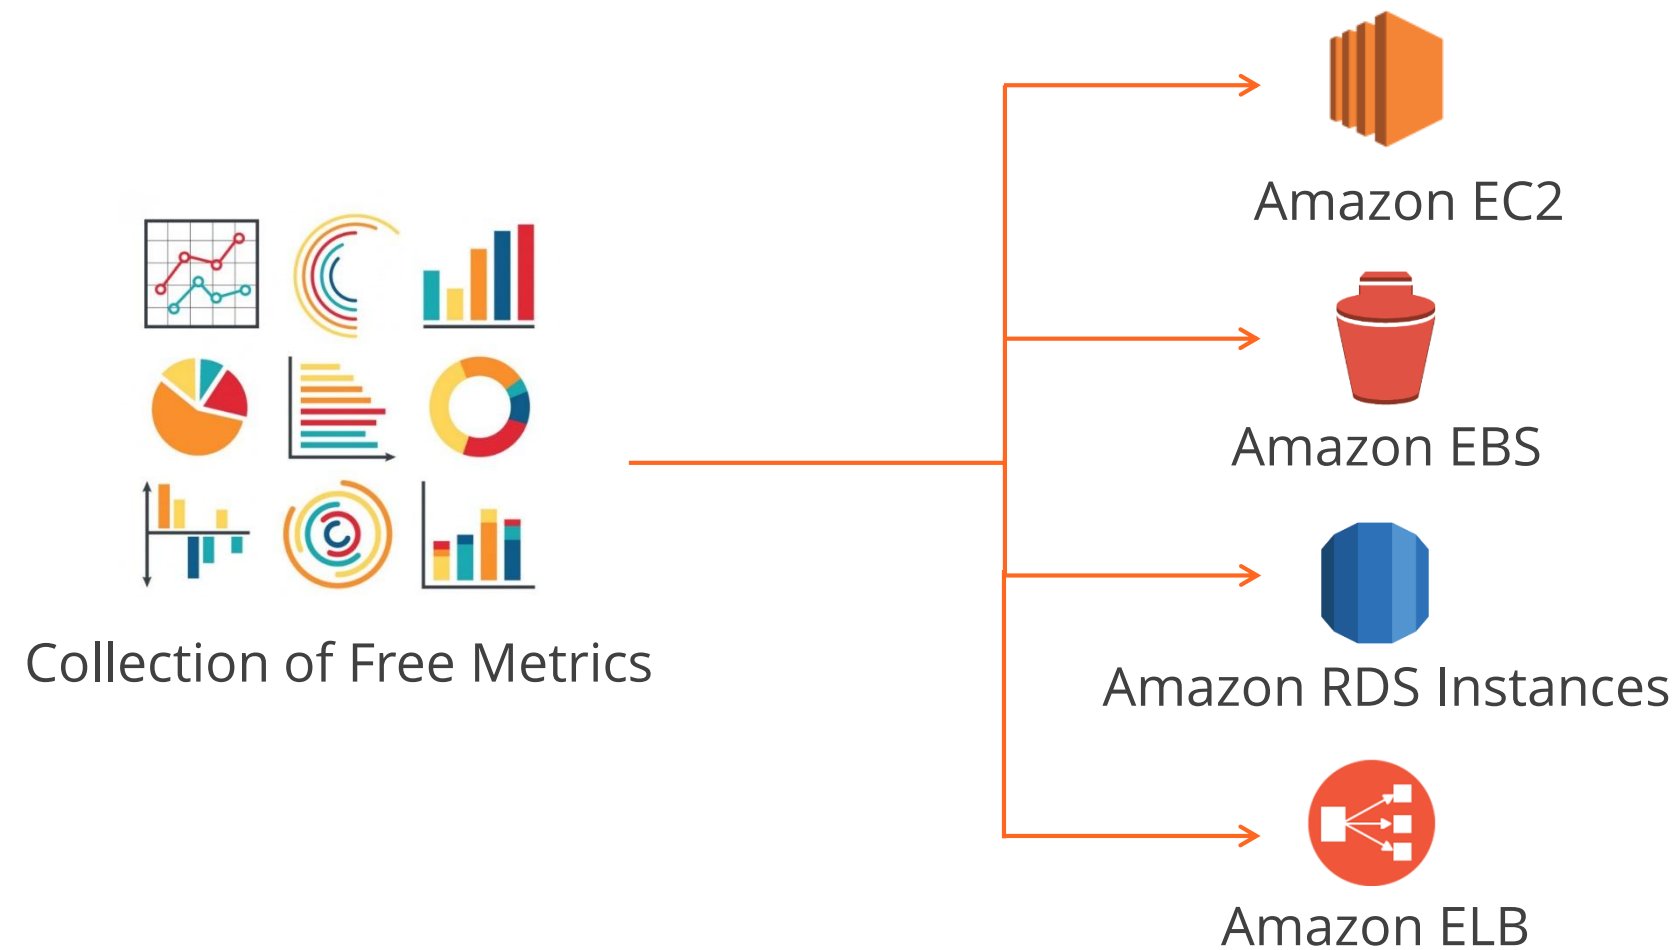 Amazon EC2
Amazon EBS
Collection of Free Metrics
Amazon RDS Instances
Amazon ELB